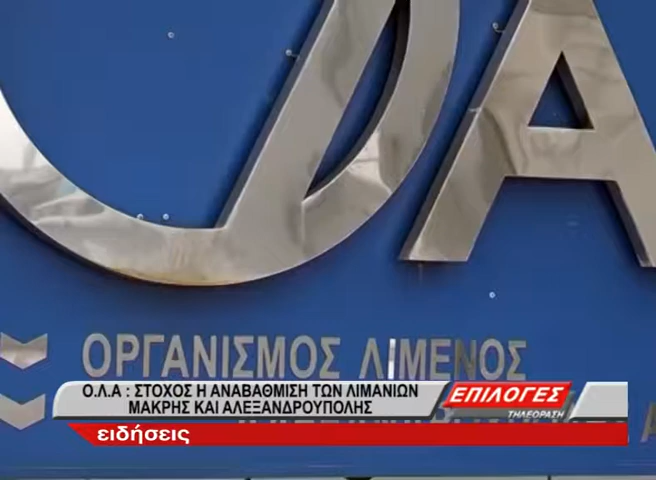 ΟΛΑ
ΟΡΓΑΝΙΣΜΟΣ ΛΙΜΕΝΟΣ
Ο.Λ.Α : ΣΤΟΧΟΣ Η ΑΝΑΒΑΘΜΙΣΗ ΤΩΝ ΛΙΜΑΝΙΩΝ
ΜΑΚΡΗΣ ΚΑΙ ΑΛΕΞΑΝΔΡΟΥΠΟΛΗΣ
ΕΠΙΛΟΓΕΣ
ΤΗΛΕΟΡΑΣΗ
ειδήσεις